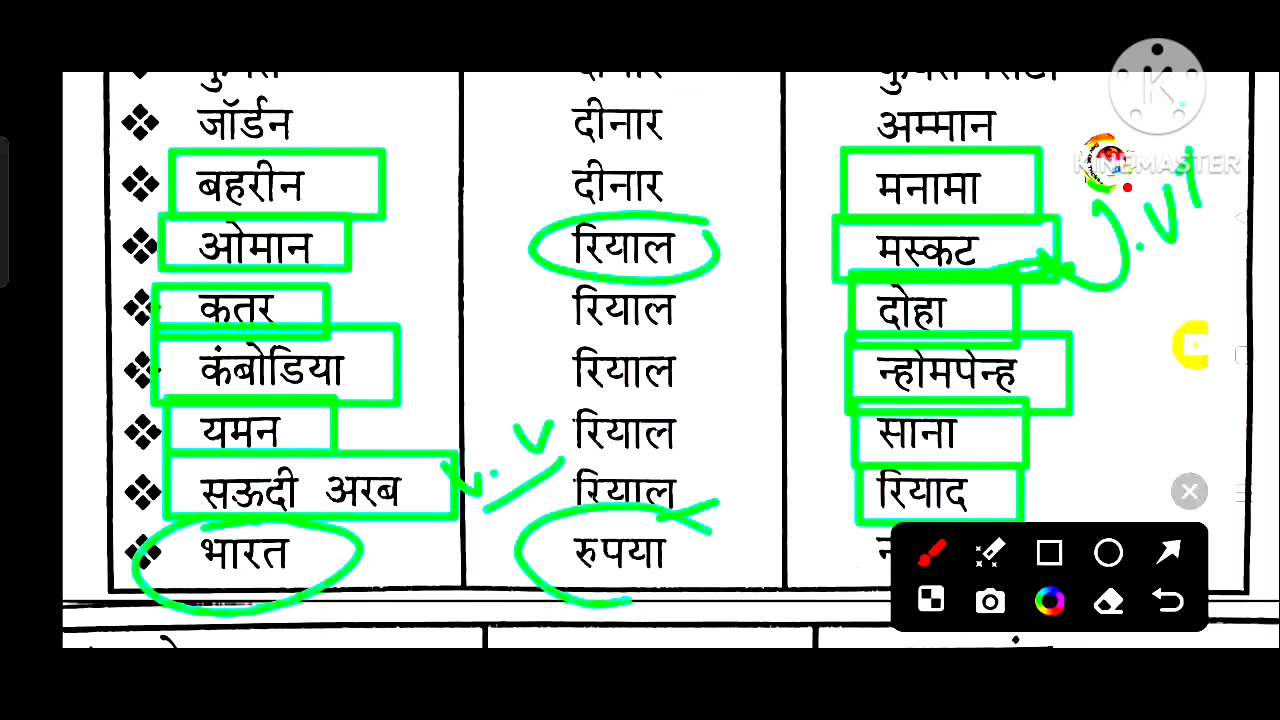 ❖ जॉर्डन दीनार अम्मान
❖ बहरीन दीनार मनामा
KINEMASTER
❖ ओमान रियाल मस्कट
❖ कतर रियाल दोहा
❖ कंबोडिया रियाल न्होमपेन्ह
❖ यमन रियाल साना
❖ सऊदी अरब रियाल रियाद
❖ भारत रुपया